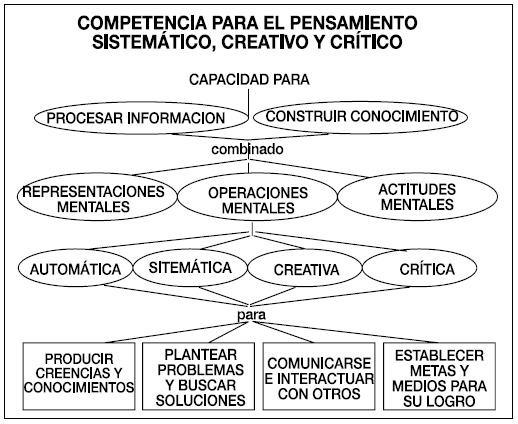 COMPETENCIA PARA EL PENSAMIENTO
SISTEMÁTICO, CREATIVO Y CRÍTICO
CAPACIDAD PARA
PROCESAR INFORMACION
CONSTRUIR CONOCIMIENTO
combinado
REPRESENTACIONES
MENTALES
OPERACIONES
MENTALES
ACTITUDES
MENTALES
AUTOMÁTICA
SITEMÁTICA
CREATIVA
CRÍTICA
para
PRODUCIR
CREENCIAS Y
CONOCIMIENTOS
PLANTEAR
PROBLEMAS
Y BUSCAR
SOLUCIONES
COMUNICARSE
E INTERACTUAR
CON OTROS
ESTABLECER
METAS Y
MEDIOS PARA
SU LOGRO